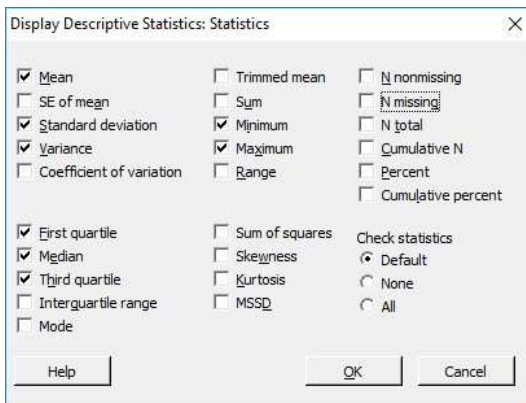 Display Descriptive Statistics: Statistics
Mean
SE of mean
Standard deviation
Variance
Coefficient of variation
Trimmed mean
Sum
Minimum
Maximum
Range
N nonmissing
N missing
N total
Cumulative N
Percent
Cumulative percent
First quartile
Median
Third quartile
Interquartile range
Mode
Sum of squares
Skewness
Kurtosis
MSSD
Check statistics
Default
None
All
Help
OK
Cancel